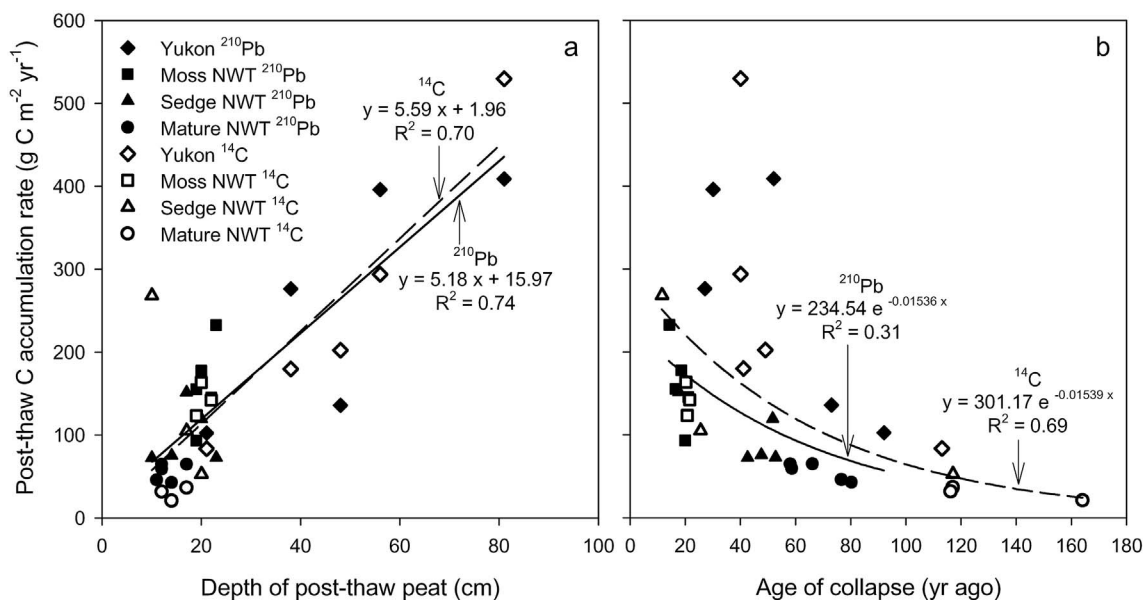 Post-thaw C accumulation rate (g C m⁻² yr⁻¹)
600
500
400
300
200
100
0
a
Yukon ²¹⁰Pb
Moss NWT ²¹⁰Pb
Sedge NWT ²¹⁰Pb
Mature NWT ²¹⁰Pb
Yukon ¹⁴C
Moss NWT ¹⁴C
Sedge NWT ¹⁴C
Mature NWT ¹⁴C
¹⁴C
y = 5.59 x + 1.96
R² = 0.70
²¹⁰Pb
y = 5.18 x + 15.97
R² = 0.74
0 20 40 60 80 100
Depth of post-thaw peat (cm)
b
²¹⁰Pb
y = 234.54 e ⁻⁰·⁰¹⁵³⁶ ˣ
R² = 0.31
¹⁴C
y = 301.17 e ⁻⁰·⁰¹⁵³⁹ ˣ
R² = 0.69
0 20 40 60 80 100 120 140 160 180
Age of collapse (yr ago)